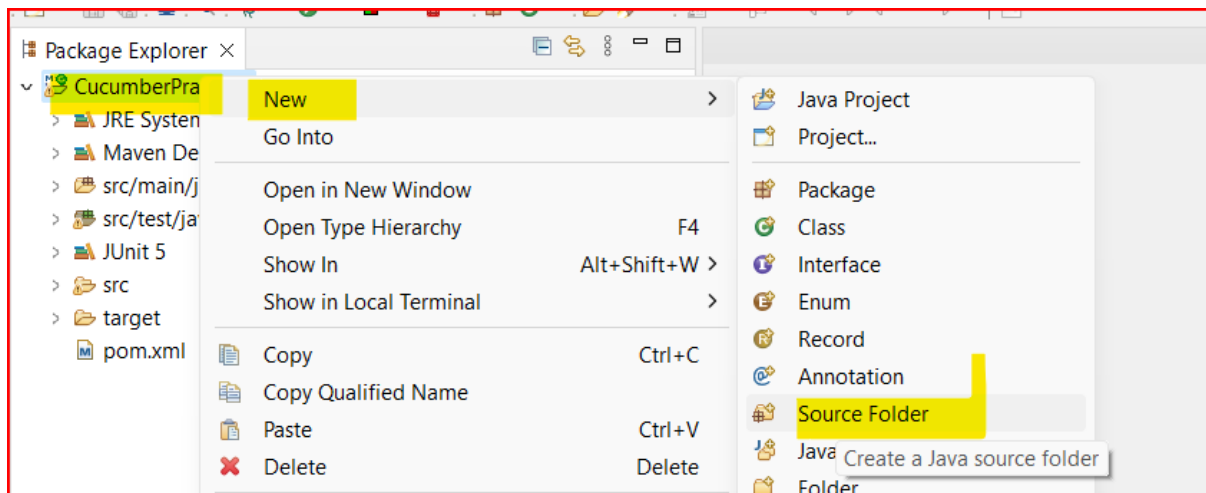 Package Explorer
CucumberPra
JRE System
Maven De
src/main/j
src/test/ja
JUnit 5
src
target
pom.xml
New
Go Into
Open in New Window
Open Type Hierarchy F4
Show In Alt+Shift+W
Show in Local Terminal
Copy Ctrl+C
Copy Qualified Name
Paste Ctrl+V
Delete Delete
Java Project
Project...
Package
Class
Interface
Enum
Record
Annotation
Source Folder
Java
Create a Java source folder
Folder